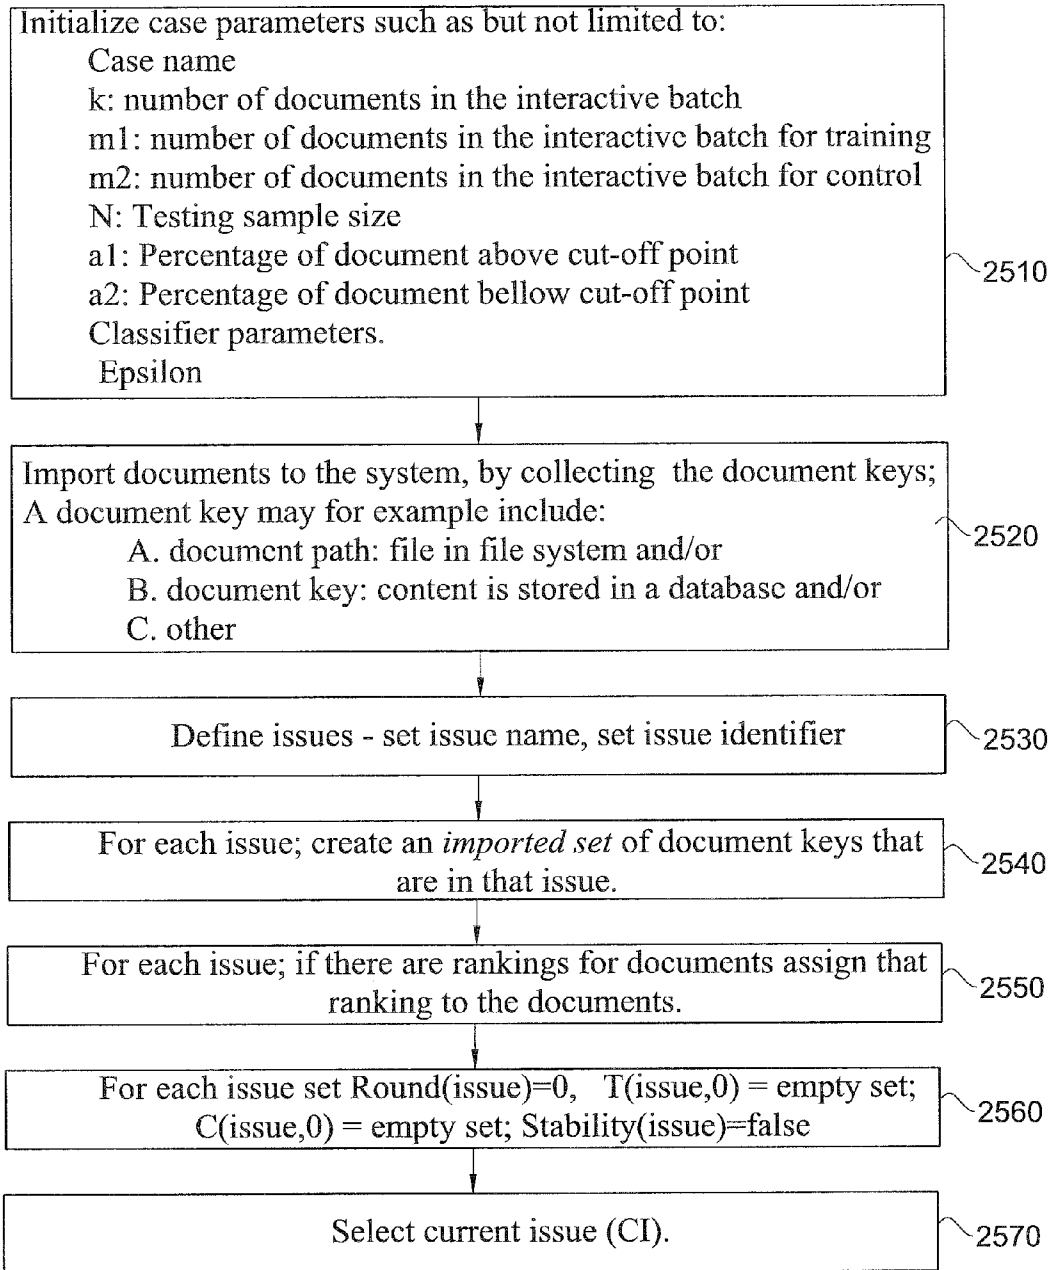 Initialize case parameters such as but not limited to:
Case name
k: number of documents in the interactive batch
m1: number of documents in the interactive batch for training
m2: number of documents in the interactive batch for control
N: Testing sample size
a1: Percentage of document above cut-off point
a2: Percentage of document bellow cut-off point
Classifier parameters.
Epsilon
2510
Import documents to the system, by collecting the document keys;
A document key may for example include:
A. document path: file in file system and/or
B. document key: content is stored in a database and/or
C. other
2520
Define issues - set issue name, set issue identifier
2530
For each issue; create an imported set of document keys that
are in that issue.
2540
For each issue; if there are rankings for documents assign that
ranking to the documents.
2550
For each issue set Round(issue)=0, T(issue,0) = empty set;
C(issue,0) = empty set; Stability(issue)=false
2560
Select current issue (CI).
2570